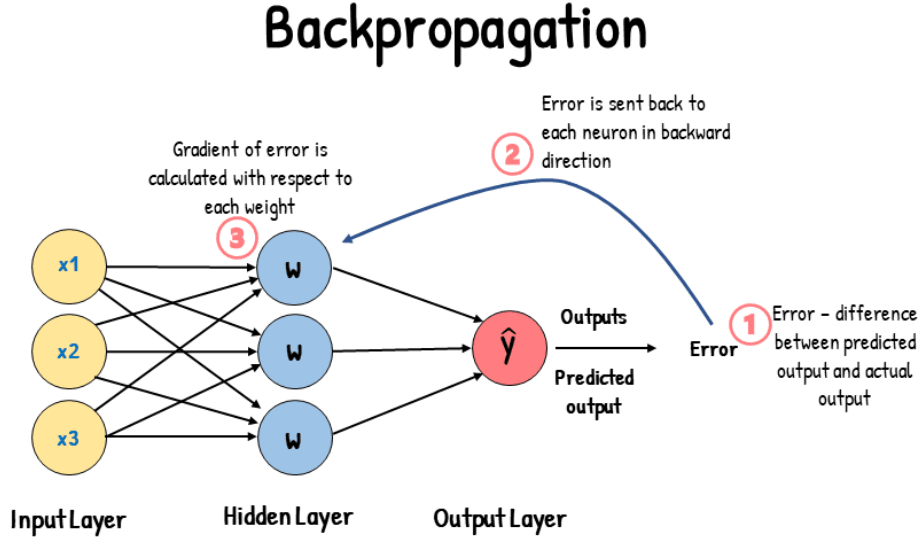 Backpropagation
Error is sent back to
each neuron in backward
direction
2
Gradient of error is
calculated with respect to
each weight
3
x1
x2
x3
w
w
w
ŷ
Outputs
Predicted
output
Error
1
Error - difference
between predicted
output and actual
output
Input Layer
Hidden Layer
Output Layer